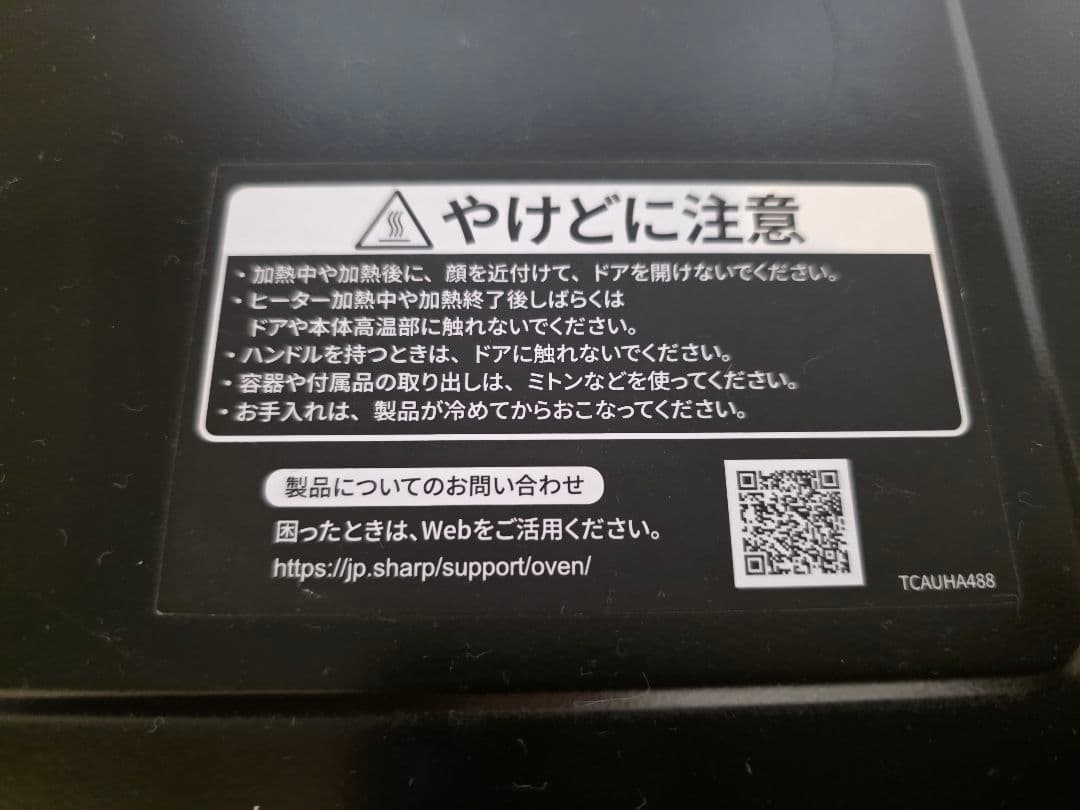 やけどに注意
・加熱中や加熱後に、顔を近付けて、ドアを開けないでください。
・ヒーター加熱中や加熱終了後しばらくは
ドアや本体高温部に触れないでください。
・ハンドルを持つときは、ドアに触れないでください。
・容器や付属品の取り出しは、ミトンなどを使ってください。
・お手入れは、製品が冷めてからおこなってください。
製品についてのお問い合わせ
困ったときは、Webをご活用ください。
https://jp.sharp/support/oven/
TCAUHA488